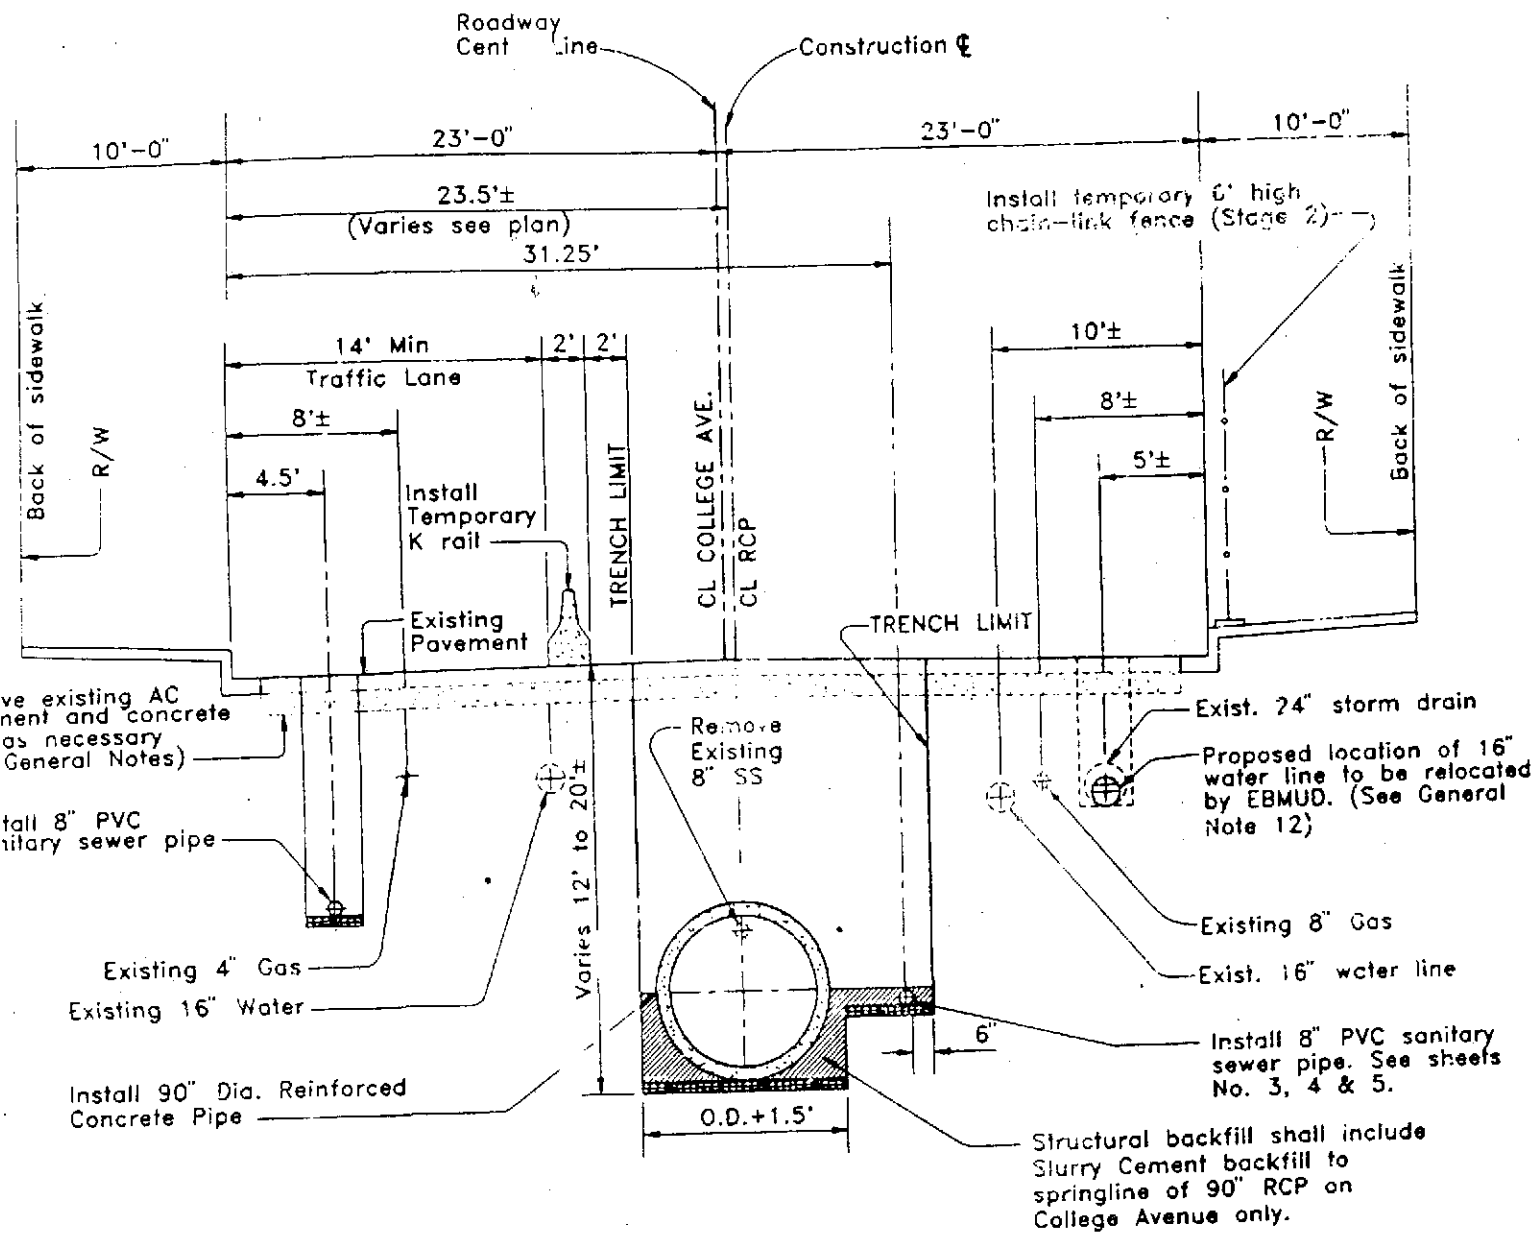 Roadway
Cent Line
Construction ℄
10'-0"
23'-0"
23'-0"
10'-0"
23.5'±
(Varies see plan)
31.25'
Install temporary 6' high
chain-link fence (Stage 2)
14' Min
Traffic Lane
2'
2'
10'±
8'±
8'±
4.5'
5'±
Back of sidewalk
R/W
Install
Temporary
K rail
TRENCH LIMIT
CL COLLEGE AVE.
CL RCP
R/W
Back of sidewalk
Existing
Pavement
TRENCH LIMIT
ve existing AC
ment and concrete
as necessary
General Notes)
Remove
Existing
8" SS
Exist. 24" storm drain
Proposed location of 16"
water line to be relocated
by EBMUD. (See General
Note 12)
tall 8" PVC
nitary sewer pipe
Varies 12' to 20'±
Existing 4" Gas
Existing 16" Water
Existing 8" Gas
Exist. 16" water line
6"
Install 8" PVC sanitary
sewer pipe. See sheets
No. 3, 4 & 5.
Install 90" Dia. Reinforced
Concrete Pipe
O.D.+1.5'
Structural backfill shall include
Slurry Cement backfill to
springline of 90" RCP on
College Avenue only.